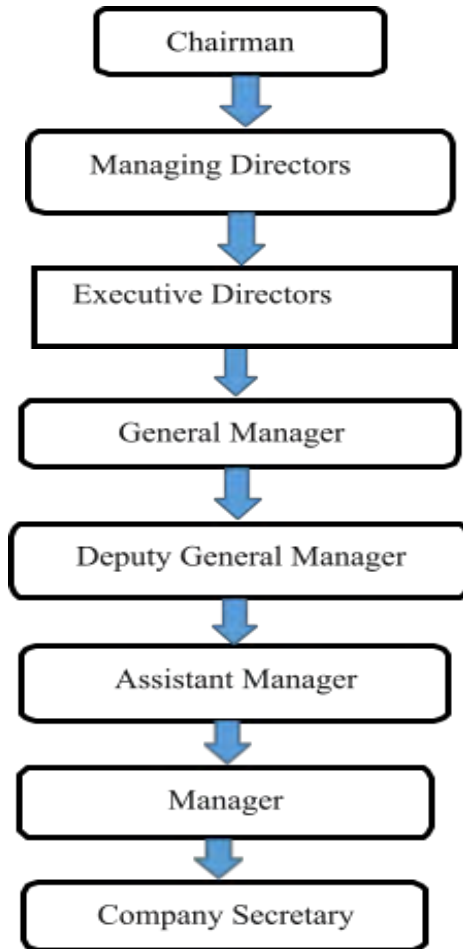 Chairman
Managing Directors
Executive Directors
General Manager
Deputy General Manager
Assistant Manager
Manager
Company Secretary